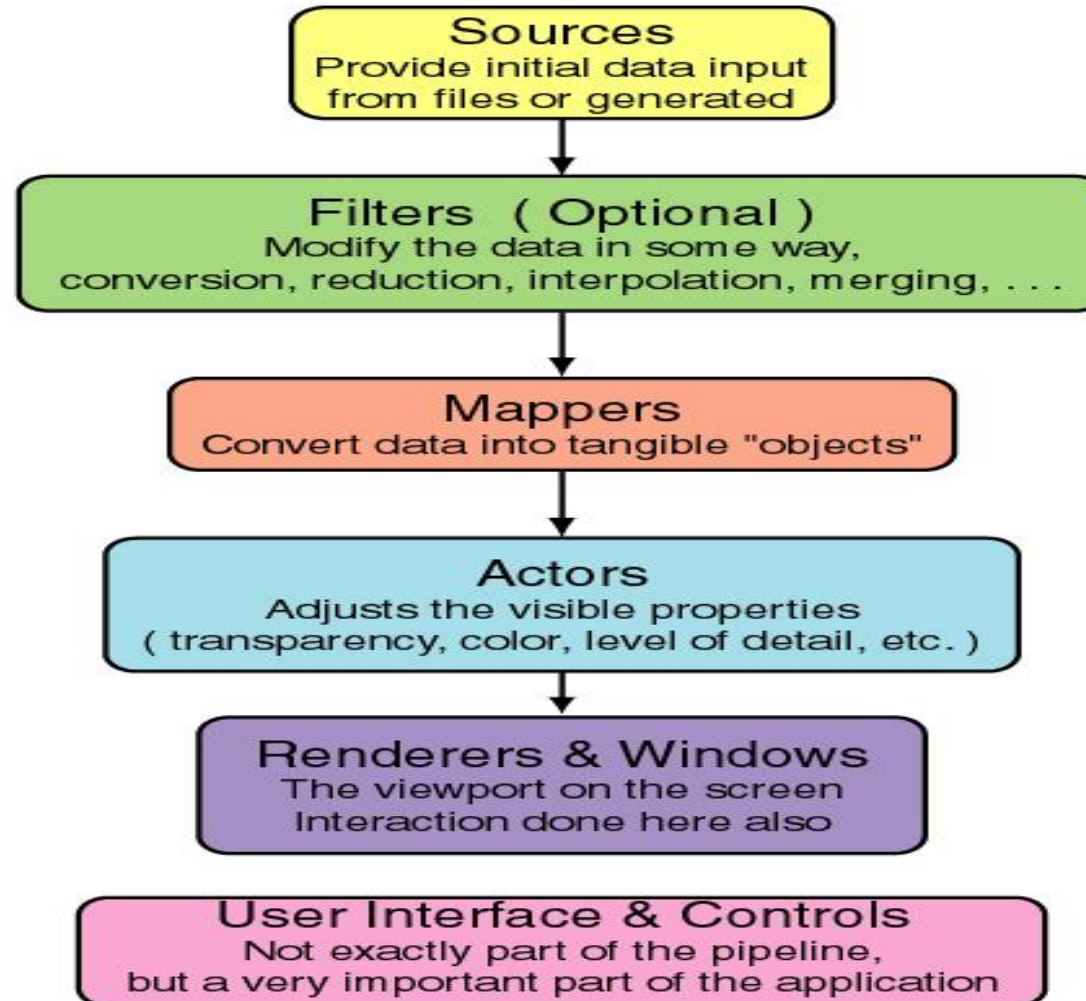 Sources
Provide initial data input
from files or generated
Filters ( Optional )
Modify the data in some way,
conversion, reduction, interpolation, merging, . . .
Mappers
Convert data into tangible "objects"
Actors
Adjusts the visible properties
( transparency, color, level of detail, etc. )
Renderers & Windows
The viewport on the screen
Interaction done here also
User Interface & Controls
Not exactly part of the pipeline,
but a very important part of the application